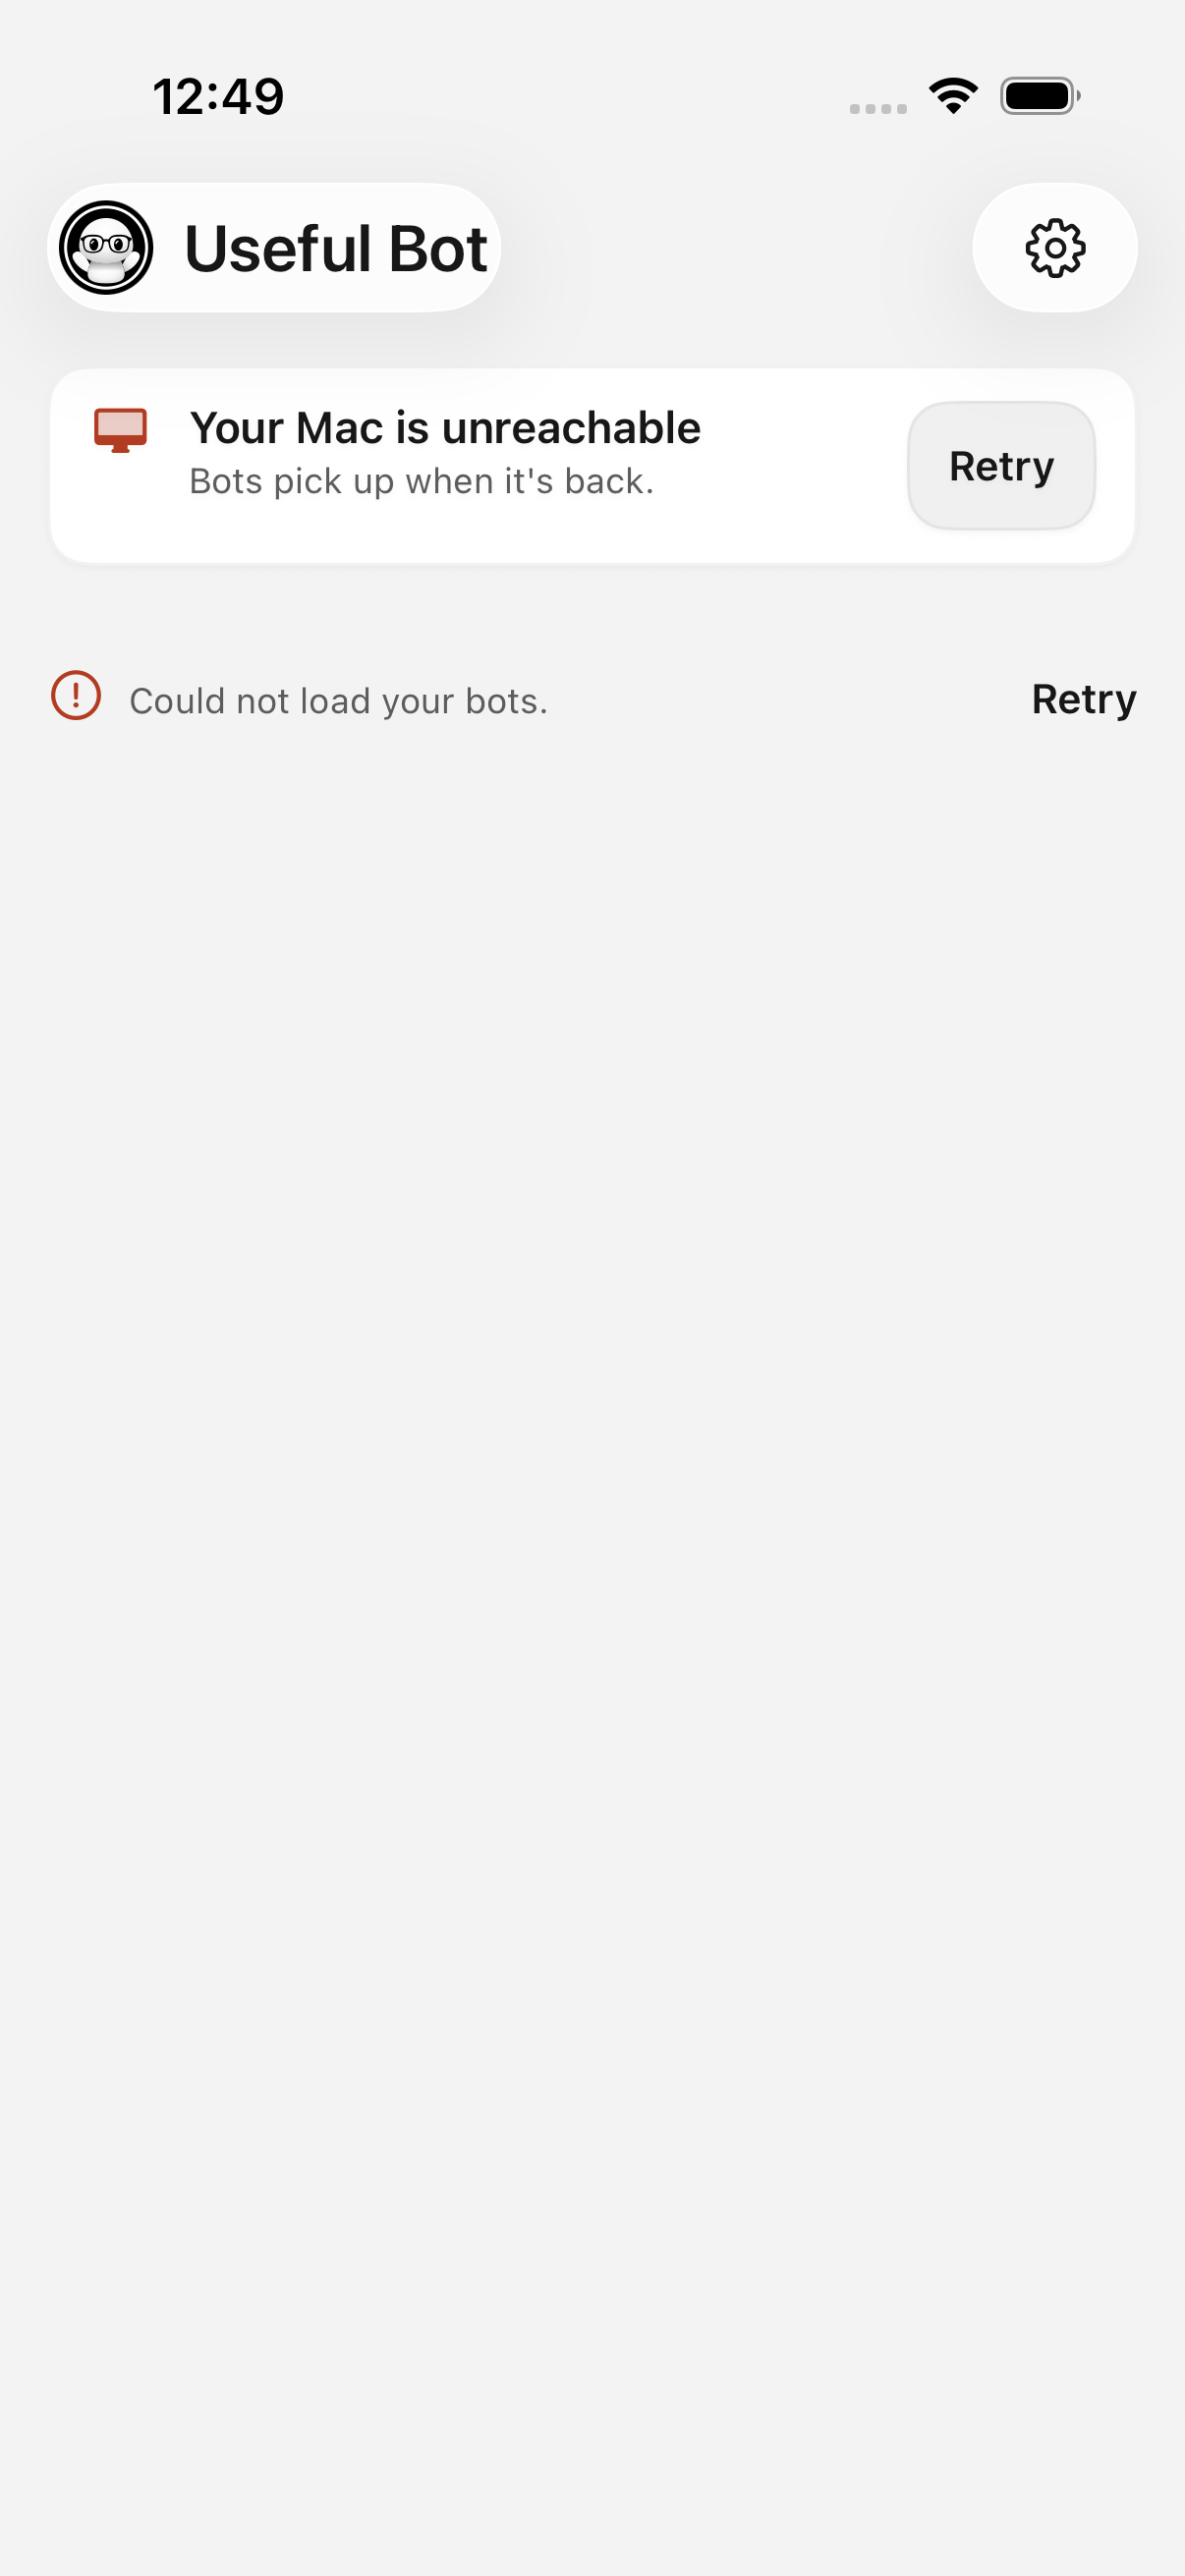 12:49
Useful Bot
Your Mac is unreachable
Bots pick up when it's back.
Retry
Could not load your bots.
Retry